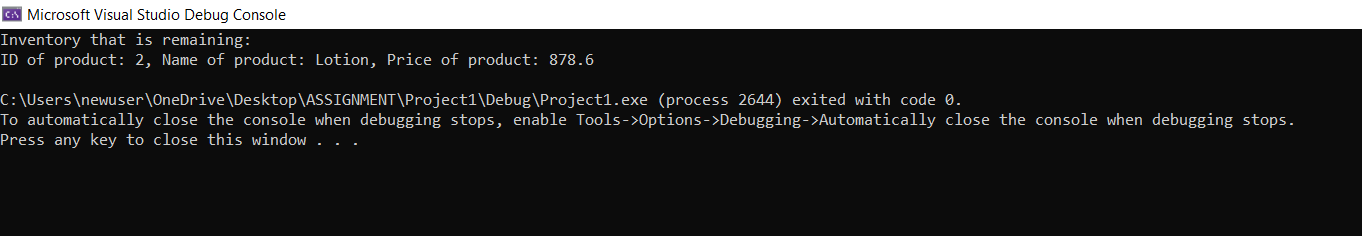 Microsoft Visual Studio Debug Console
Inventory that is remaining:
ID of product: 2, Name of product: Lotion, Price of product: 878.6
C:\Users\newuser\OneDrive\Desktop\ASSIGNMENT\Project1\Debug\Project1.exe (process 2644) exited with code 0.
To automatically close the console when debugging stops, enable Tools->Options->Debugging->Automatically close the console when debugging stops.
Press any key to close this window . . .